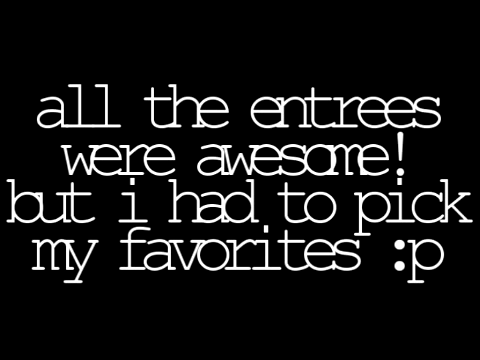 all the entrees
were awesome!
but i had to pick
my favorites :p